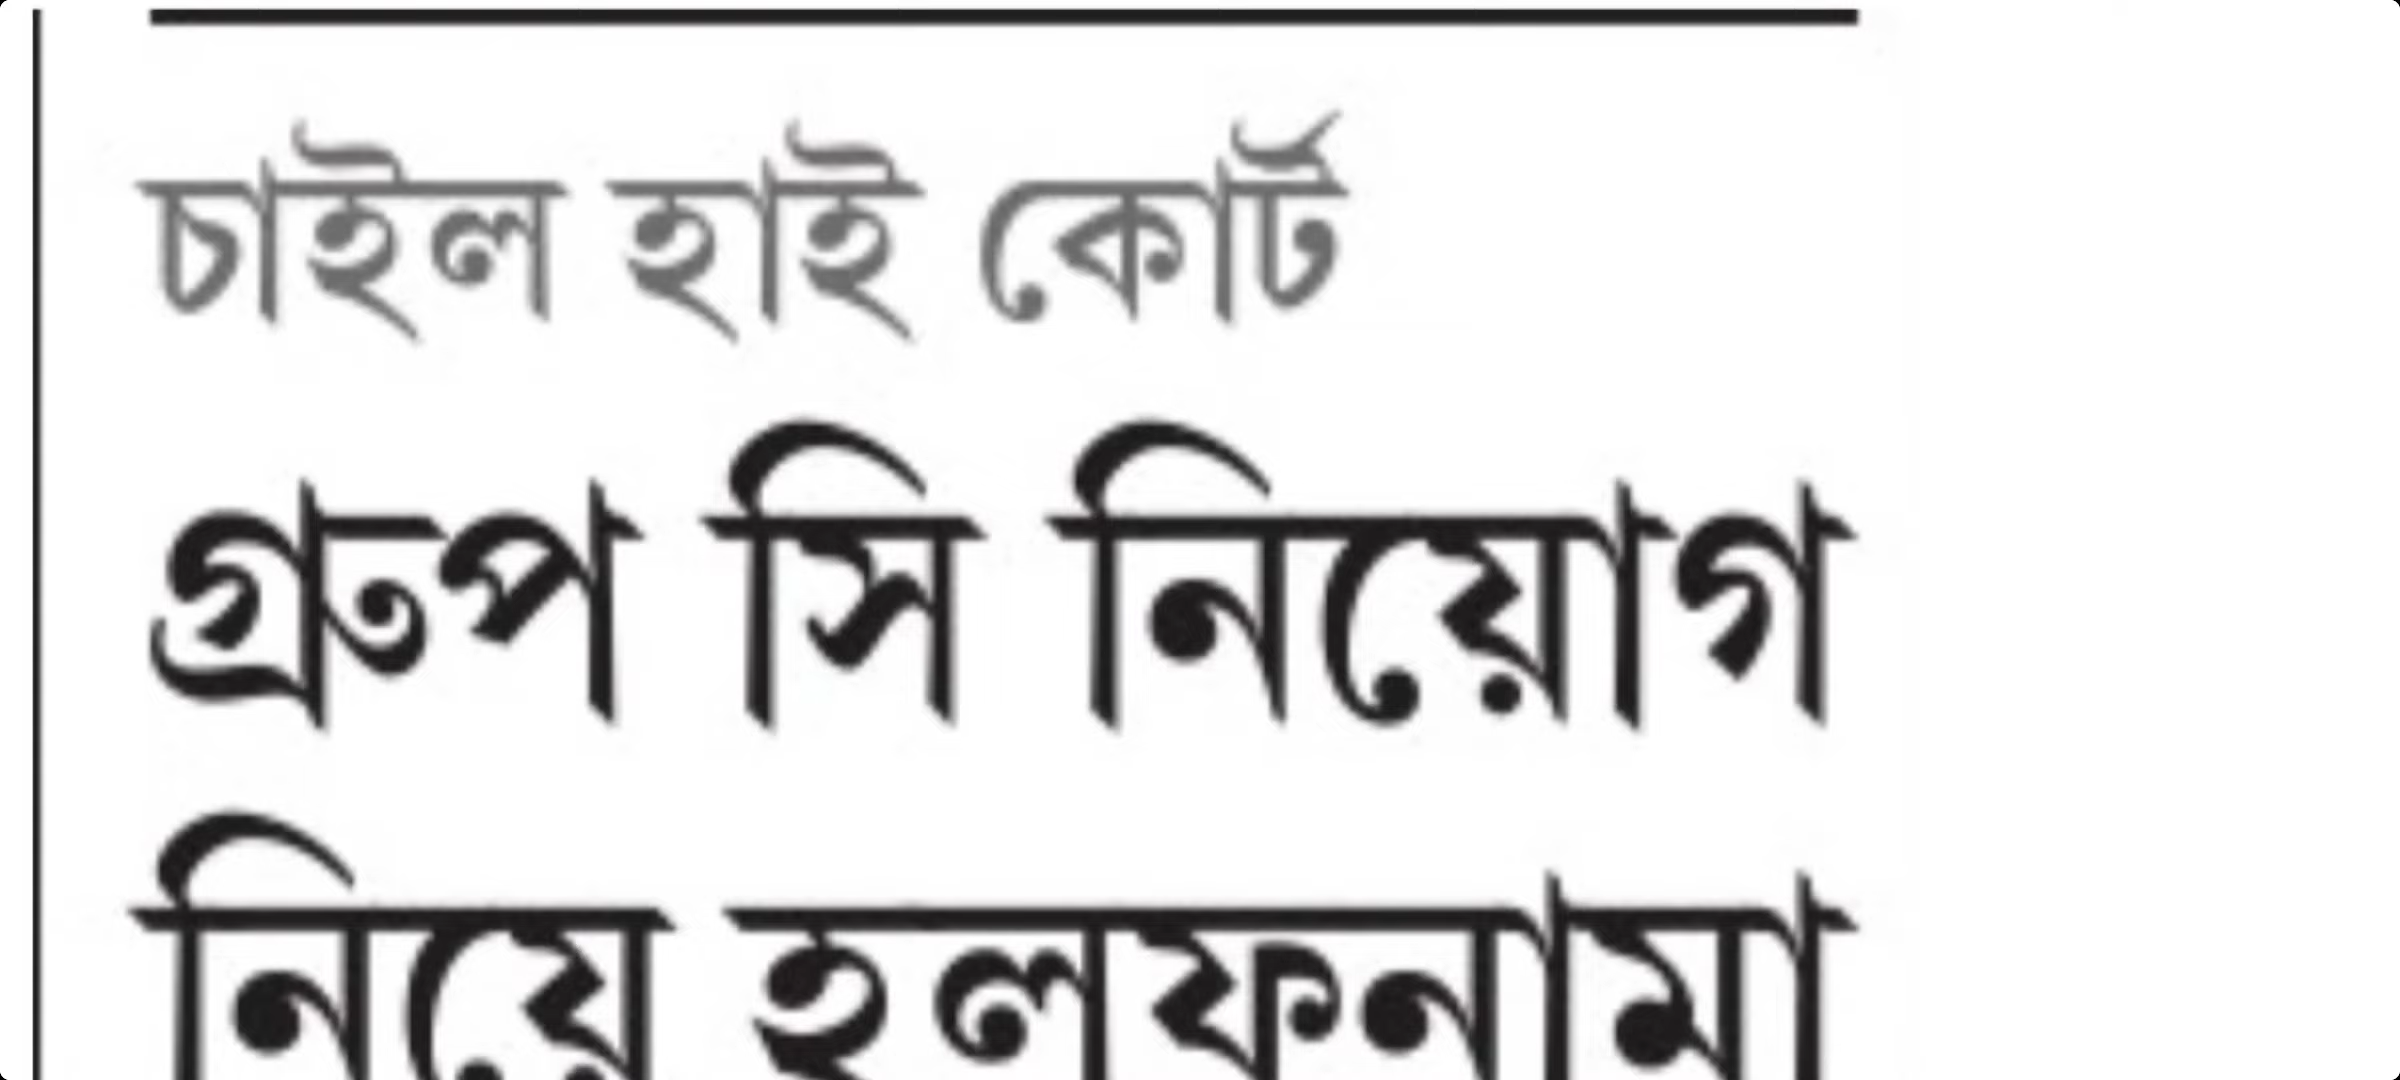 চাইল হাই কোর্ট
গ্রুপ সি নিয়োগ
নিয়ে হলফনামা